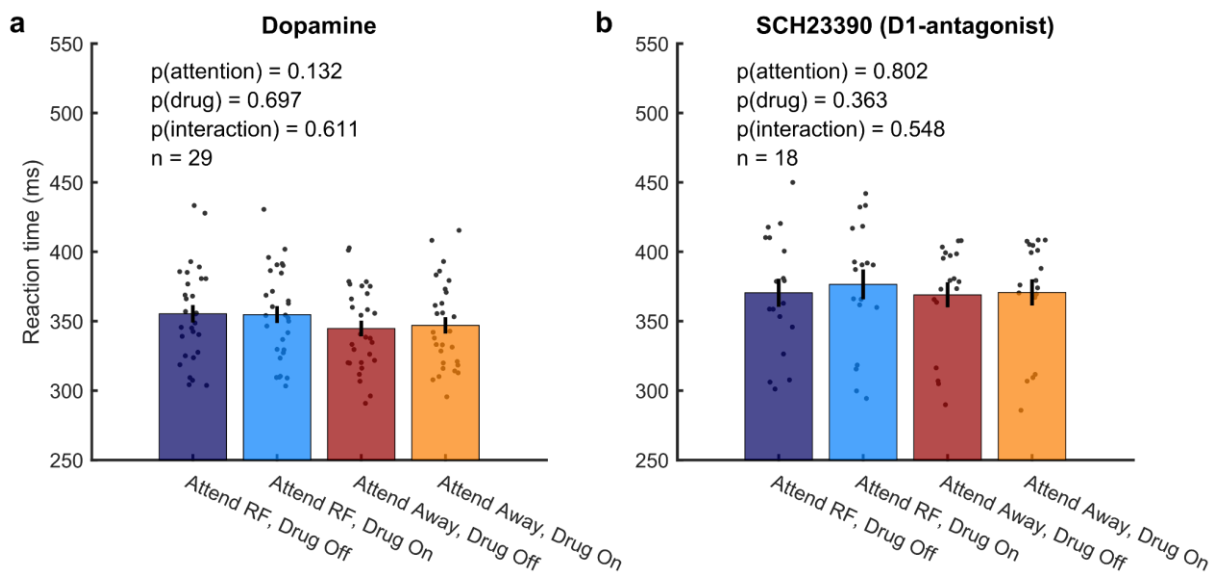 a
Dopamine
550
500
450
400
350
300
250
Reaction time (ms)
p(attention) = 0.132
p(drug) = 0.697
p(interaction) = 0.611
n = 29
Attend RF, Drug Off
Attend RF, Drug On
Attend Away, Drug Off
Attend Away, Drug On
b
SCH23390 (D1-antagonist)
550
500
450
400
350
300
250
p(attention) = 0.802
p(drug) = 0.363
p(interaction) = 0.548
n = 18
Attend RF, Drug Off
Attend RF, Drug On
Attend Away, Drug Off
Attend Away, Drug On